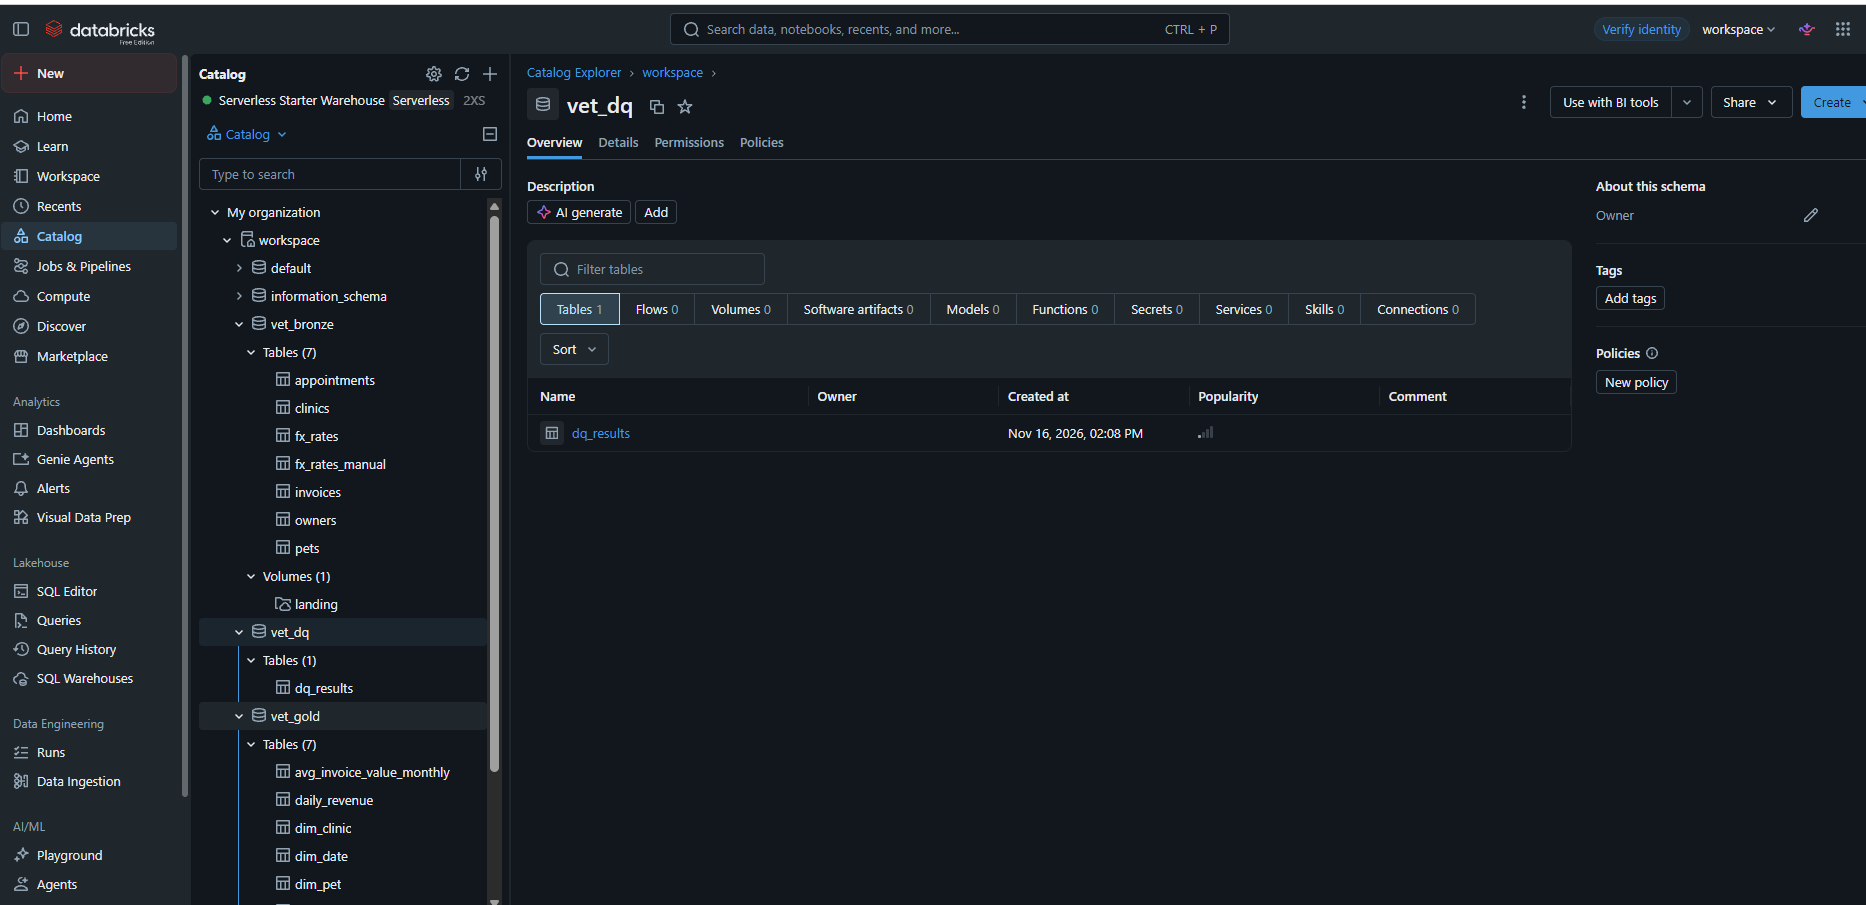 databricks
Free Edition
Search data, notebooks, recents, and more...
CTRL + P
Verify identity
workspace
New
Home
Learn
Workspace
Recents
Catalog
Jobs & Pipelines
Compute
Discover
Marketplace
Analytics
Dashboards
Genie Agents
Alerts
Visual Data Prep
Lakehouse
SQL Editor
Queries
Query History
SQL Warehouses
Data Engineering
Runs
Data Ingestion
AI/ML
Playground
Agents
Catalog
Serverless Starter Warehouse Serverless 2XS
Catalog
Type to search
My organization
workspace
default
information_schema
vet_bronze
Tables (7)
appointments
clinics
fx_rates
fx_rates_manual
invoices
owners
pets
Volumes (1)
landing
vet_dq
Tables (1)
dq_results
vet_gold
Tables (7)
avg_invoice_value_monthly
daily_revenue
dim_clinic
dim_date
dim_pet
Catalog Explorer > workspace >
vet_dq
Use with BI tools
Share
Create
Overview Details Permissions Policies
Description
AI generate Add
Filter tables
Tables 1 Flows 0 Volumes 0 Software artifacts 0 Models 0 Functions 0 Secrets 0 Services 0 Skills 0 Connections 0
Sort
Name Owner Created at Popularity Comment
dq_results Nov 16, 2026, 02:08 PM
About this schema
Owner
Tags
Add tags
Policies
New policy